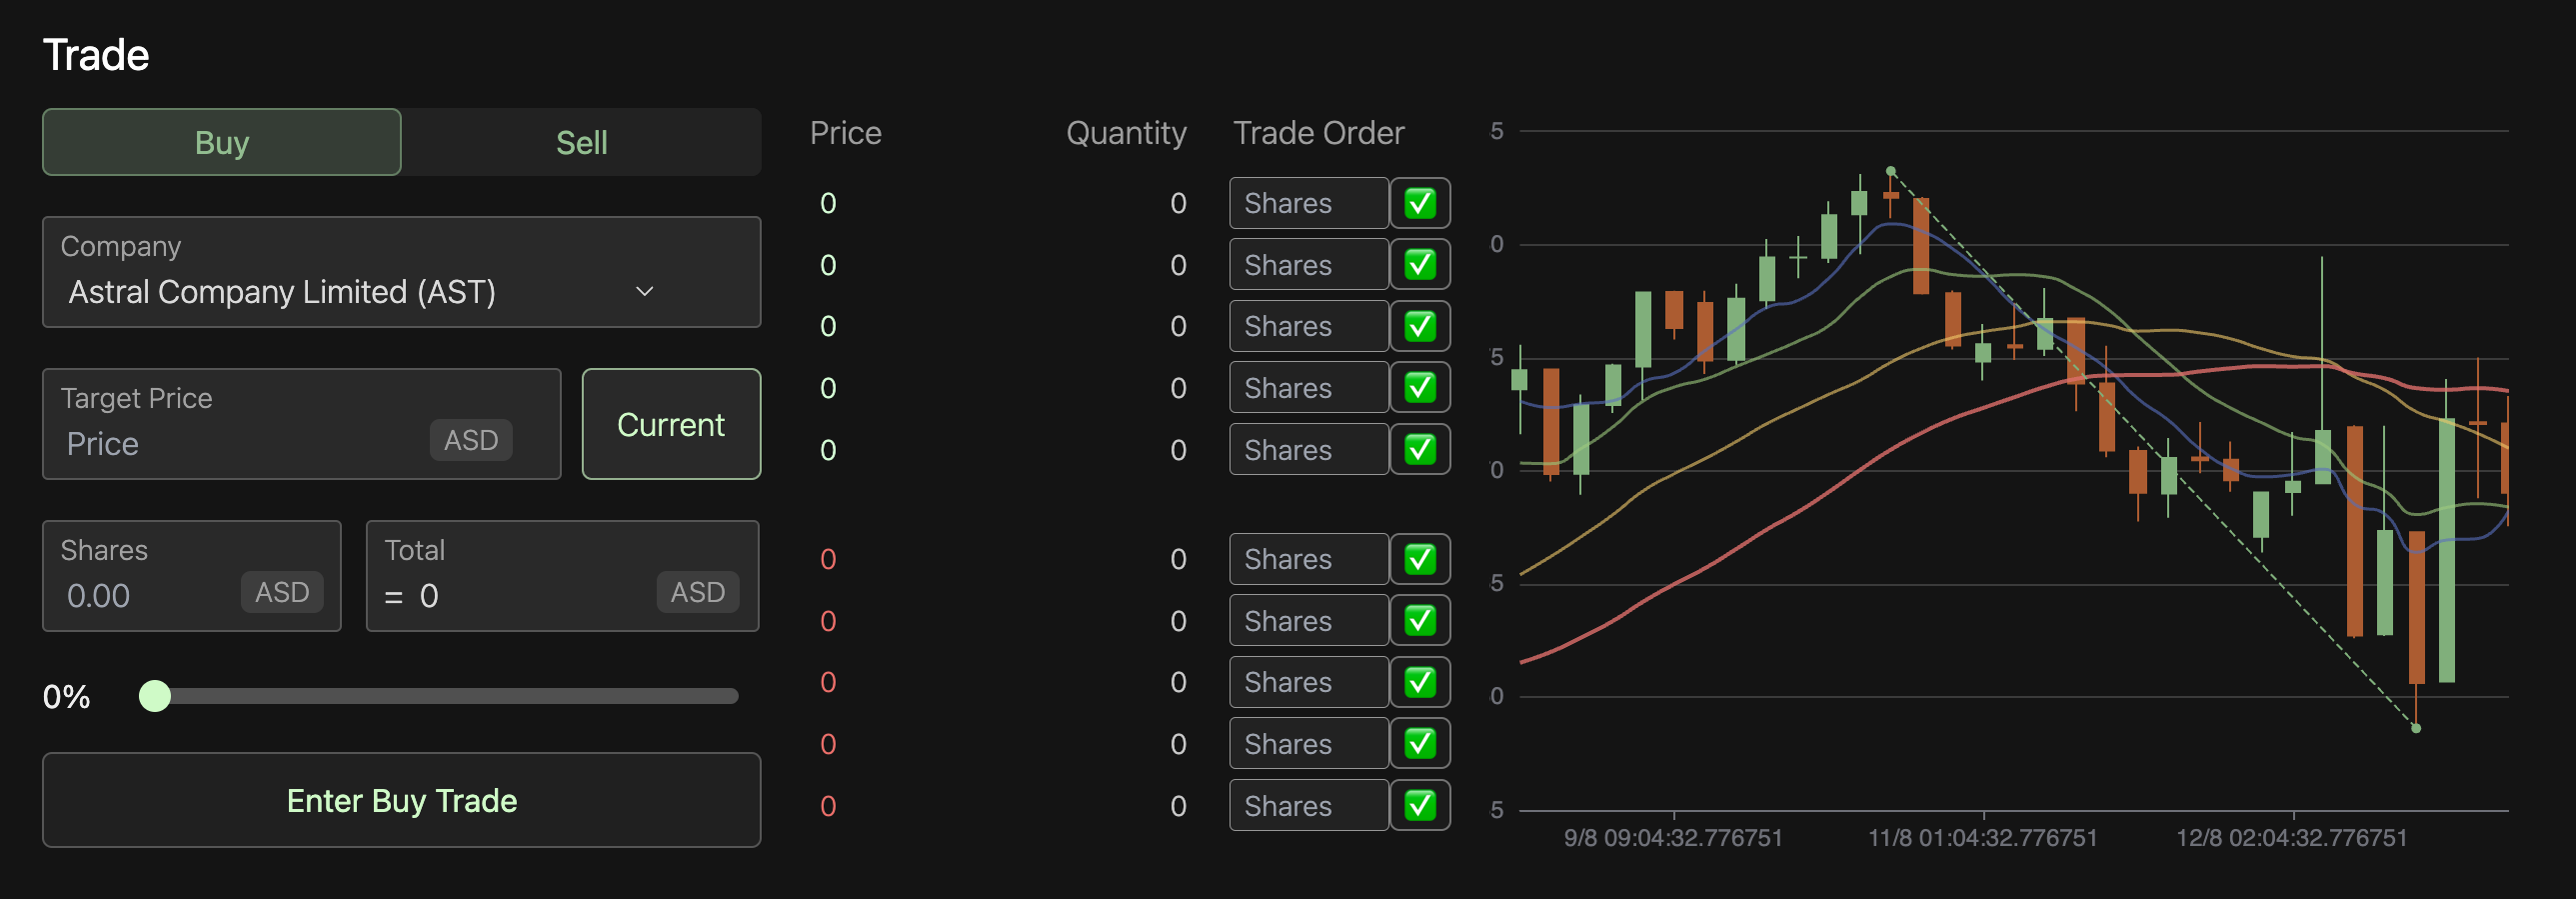 Trade
Buy Sell
Company
Astral Company Limited (AST)
Target Price
Price ASD
Current
Shares
0.00 ASD
Total
= 0 ASD
0%
Enter Buy Trade
Price Quantity Trade Order
0 0 Shares
0 0 Shares
0 0 Shares
0 0 Shares
0 0 Shares
0 0 Shares
0 0 Shares
0 0 Shares
0 0 Shares
0 0 Shares
5
0
5
0
5
0
5
9/8 09:04:32.776751 11/8 01:04:32.776751 12/8 02:04:32.776751